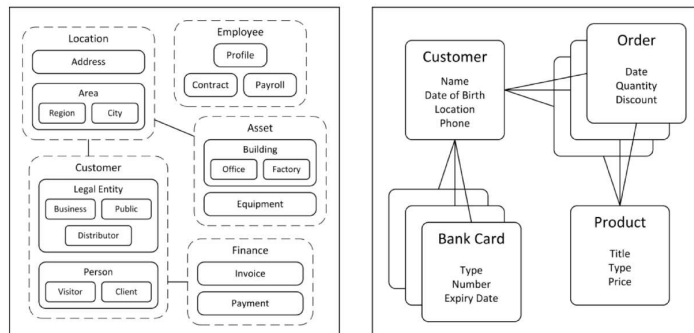 Location
Address
Area
Region City
Employee
Profile
Contract Payroll
Asset
Building
Office Factory
Equipment
Customer
Legal Entity
Business Public
Distributor
Person
Visitor Client
Finance
Invoice
Payment
Customer
Name
Date of Birth
Location
Phone
Order
Date
Quantity
Discount
Bank Card
Type
Number
Expiry Date
Product
Title
Type
Price